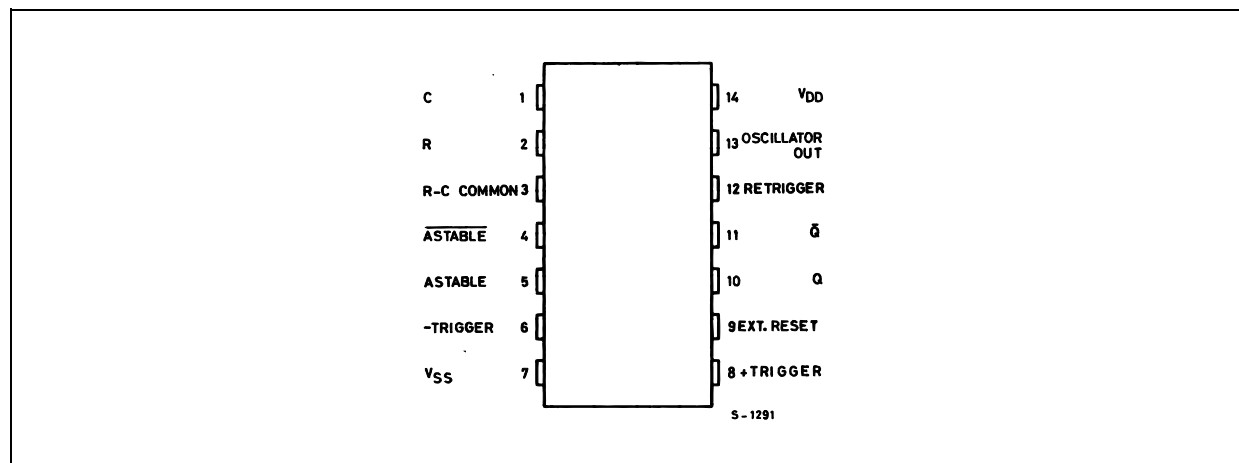 C 1
R 2
R-C COMMON 3
A̅S̅T̅A̅B̅L̅E̅ 4
ASTABLE 5
-TRIGGER 6
VSS 7
14 VDD
13 OSCILLATOR
OUT
12 RETRIGGER
11 Q̅
10 Q
9 EXT. RESET
8 +TRIGGER
S-1291